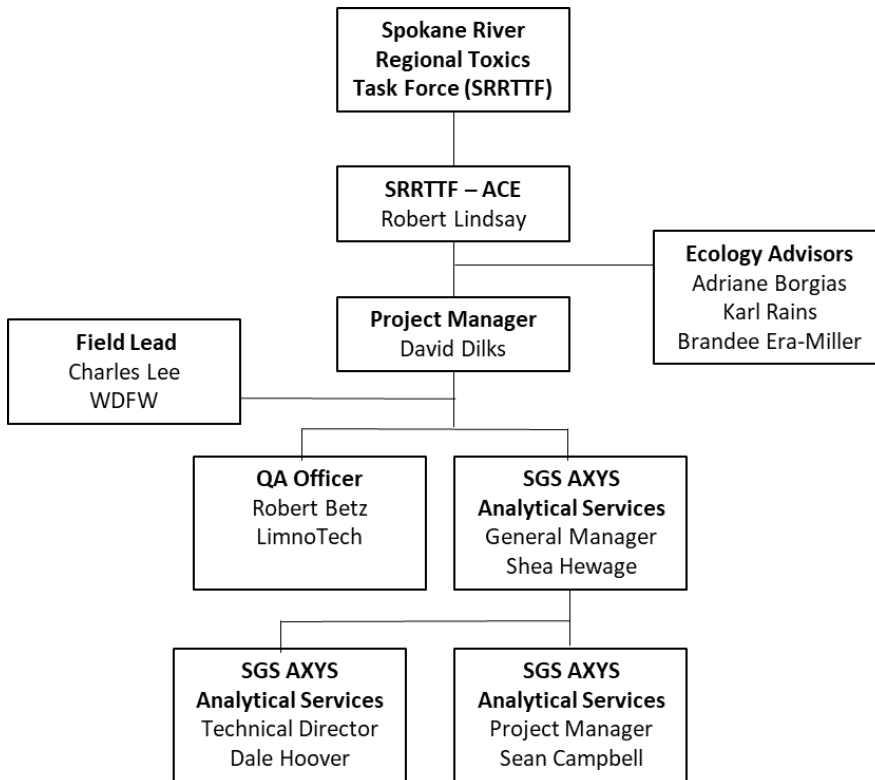 Spokane River
Regional Toxics
Task Force (SRRTTF)
SRRTTF – ACE
Robert Lindsay
Ecology Advisors
Adriane Borgias
Karl Rains
Brandee Era-Miller
Project Manager
David Dilks
Field Lead
Charles Lee
WDFW
QA Officer
Robert Betz
LimnoTech
SGS AXYS
Analytical Services
General Manager
Shea Hewage
SGS AXYS
Analytical Services
Technical Director
Dale Hoover
SGS AXYS
Analytical Services
Project Manager
Sean Campbell